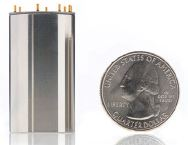 UNITED STATES OF AMERICA
LIBERTY
QUARTER DOLLAR